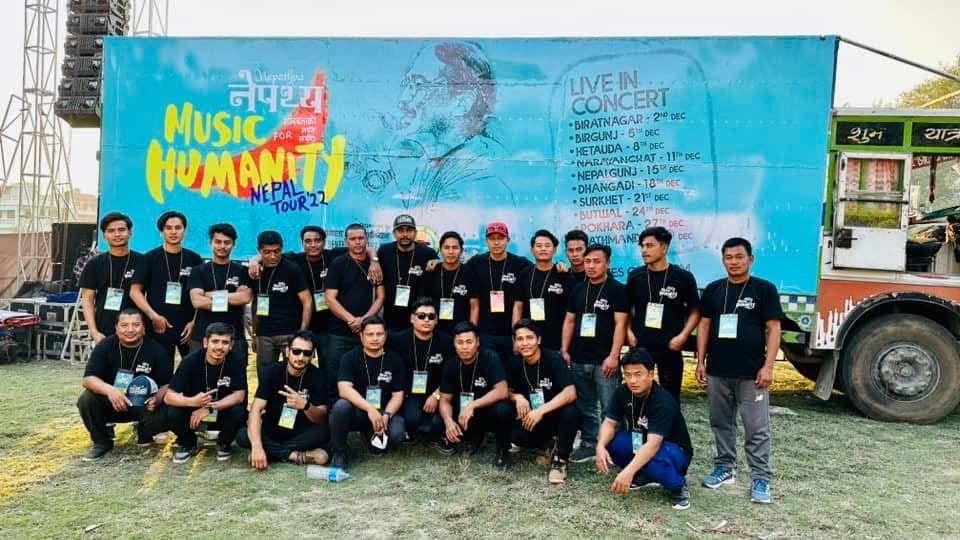 Nepathya
नेपथ्य
MUSIC
FOR
HUMANITY
NEPAL
TOUR'22
LIVE IN
CONCERT
• BIRATNAGAR - 2ND DEC
• BIRGUNJ - 5TH DEC
• HETAUDA - 8TH DEC
• NARAYANGHAT - 11TH DEC
• NEPALGUNJ - 15TH DEC
• DHANGADI - 18TH DEC
• SURKHET - 21ST DEC
• BUTWAL - 24TH DEC
• POKHARA - 27TH DEC
शुभ यात्रा